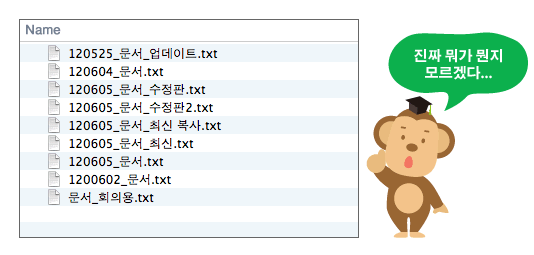 Name
120525_문서_업데이트.txt
120604_문서.txt
120605_문서_수정판.txt
120605_문서_수정판2.txt
120605_문서_최신 복사.txt
120605_문서_최신.txt
120605_문서.txt
1200602_문서.txt
문서_회의용.txt
진짜 뭐가 뭔지
모르겠다...